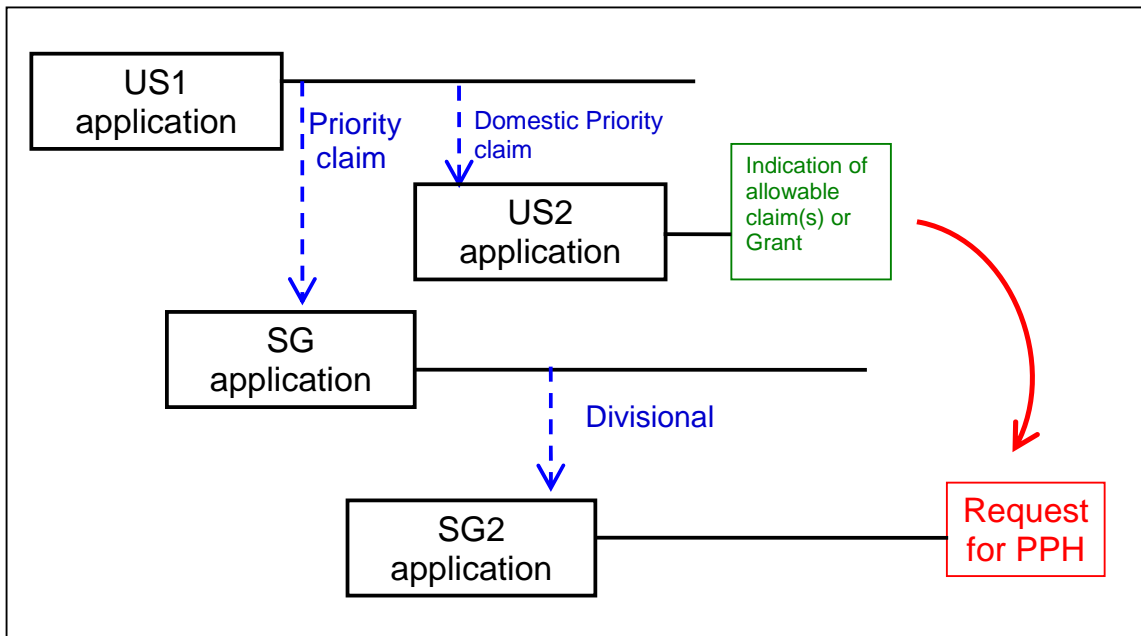 US1
application
Priority
claim
Domestic Priority
claim
Indication of
allowable
claim(s) or
Grant
US2
application
SG
application
Divisional
SG2
application
Request
for PPH